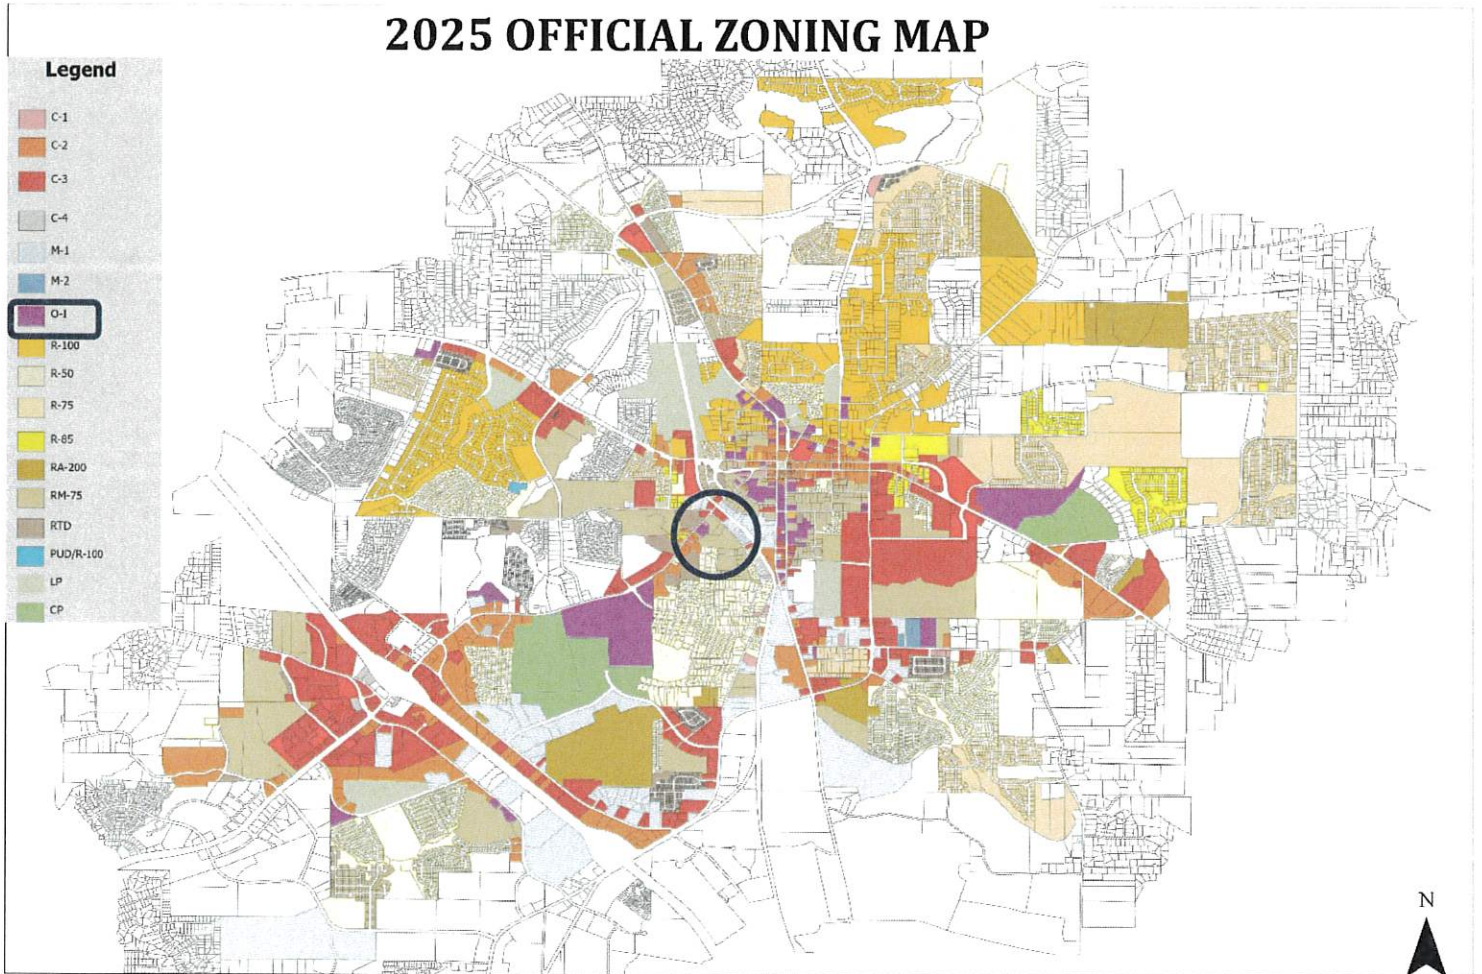 2025 OFFICIAL ZONING MAP
Legend
C-1
C-2
C-3
C-4
M-1
M-2
O-I
R-100
R-50
R-75
R-85
RA-200
RM-75
RTD
PUD/R-100
LP
CP
N